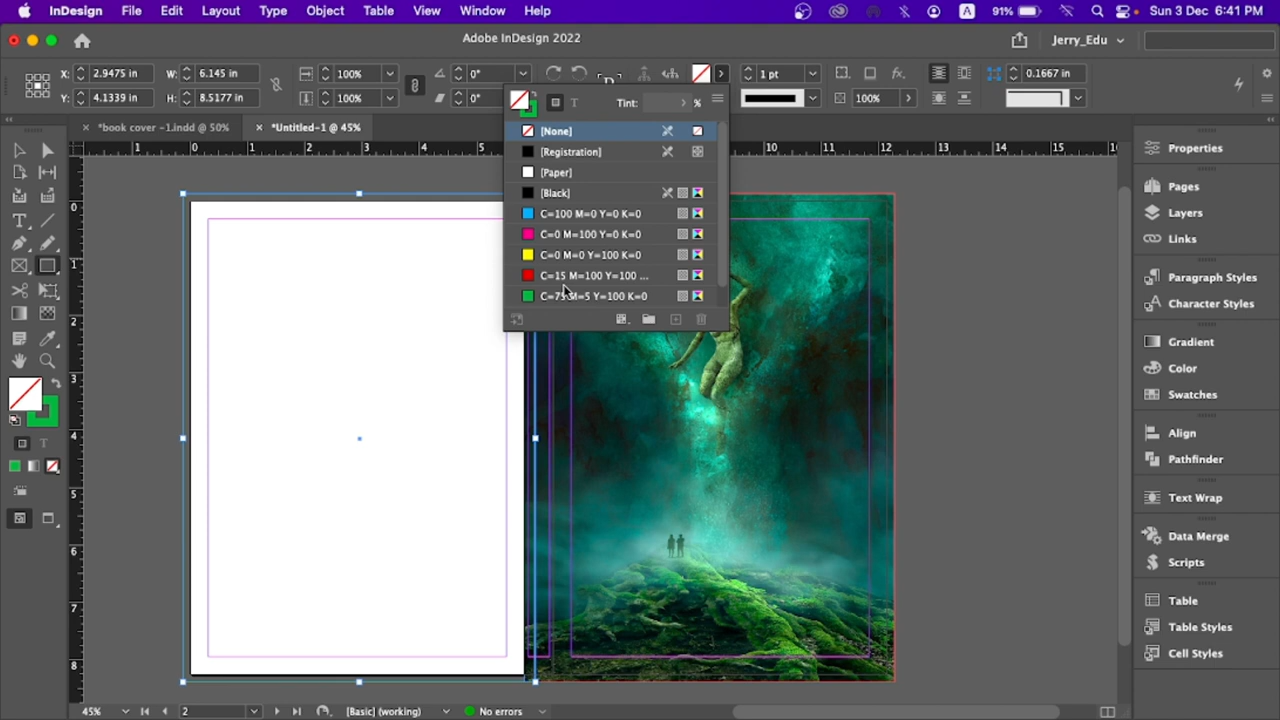 InDesign File Edit Layout Type Object Table View Window Help A 91% Sun 3 Dec 6:41 PM
Adobe InDesign 2022
Jerry_Edu
X: 2.9475 in W: 6.145 in 100% 0° 1 pt fx. 0.1667 in
Y: 4.1339 in H: 8.5177 in 100% 0° 100%
× *book cover -1.indd @ 50% × *Untitled-1 @ 45%
T Tint: %
[None]
[Registration]
[Paper]
[Black]
C=100 M=0 Y=0 K=0
C=0 M=100 Y=0 K=0
C=0 M=0 Y=100 K=0
C=15 M=100 Y=100 ...
C=75 M=5 Y=100 K=0
1 0 1 2 3 4 5 10 11 12 13 14 15
0
1
2
3
4
5
6
7
8
Properties
Pages
Layers
Links
Paragraph Styles
Character Styles
Gradient
Color
Swatches
Align
Pathfinder
Text Wrap
Data Merge
Scripts
Table
Table Styles
Cell Styles
45% 2 [Basic] (working) No errors